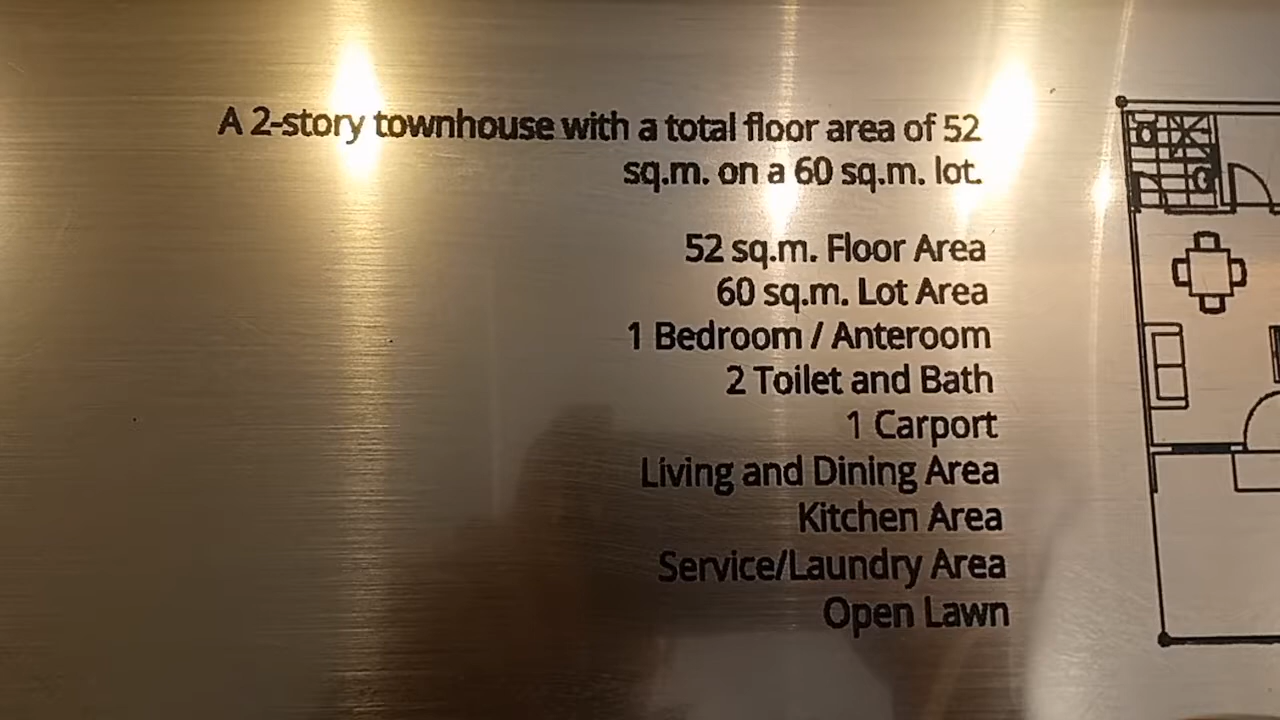 A 2-story townhouse with a total floor area of 52
sq.m. on a 60 sq.m. lot.
52 sq.m. Floor Area
60 sq.m. Lot Area
1 Bedroom / Anteroom
2 Toilet and Bath
1 Carport
Living and Dining Area
Kitchen Area
Service/Laundry Area
Open Lawn